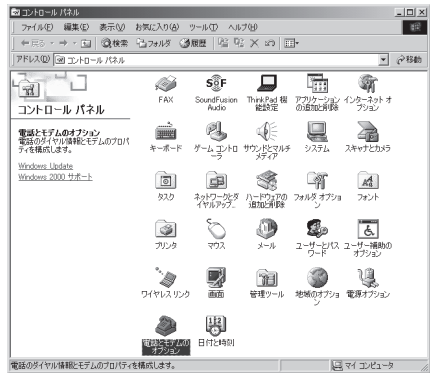 コントロール パネル
ファイル(F) 編集(E) 表示(V) お気に入り(A) ツール(T) ヘルプ(H)
戻る 検索 フォルダ 履歴
アドレス(D) コントロール パネル 移動
コントロール パネル
電話とモデムのオプション
電話のダイヤル情報とモデムのプロパ
ティを構成します。
Windows Update
Windows 2000 サポート
FAX
SoundFusion
Audio
ThinkPad 機
能設定
アプリケーション
の追加と削除
インターネット オ
プション
キーボード
ゲーム コントロ
ーラ
サウンドとマルチ
メディア
システム
スキャナとカメラ
タスク
ネットワークとダ
イヤルアップ...
ハードウェアの
追加と削除
フォルダ オプショ
ン
フォント
プリンタ
マウス
メール
ユーザーとパス
ワード
ユーザー補助の
オプション
ワイヤレス リンク
画面
管理ツール
地域のオプショ
ン
電源オプション
電話とモデムの
オプション
日付と時刻
電話のダイヤル情報とモデムのプロパティを構成します。 マイ コンピュータ